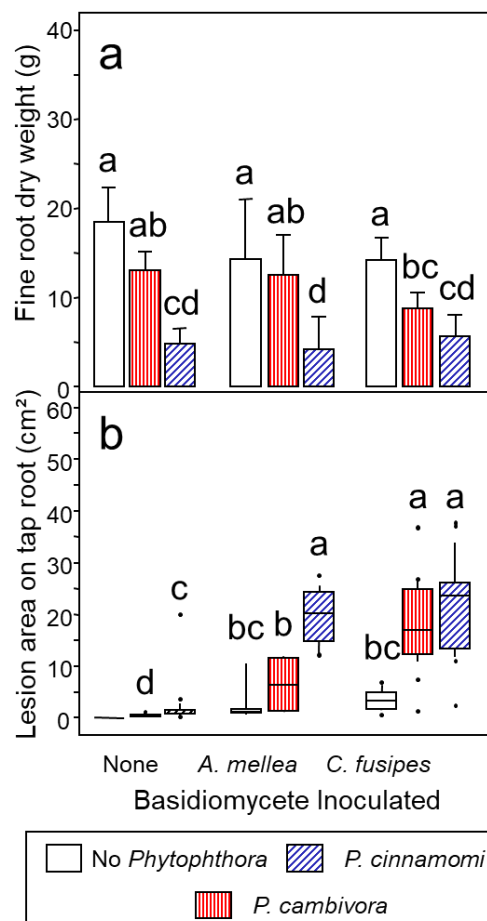 Fine root dry weight (g)
40
30
20
10
0
a
a
ab
cd
a
ab
d
a
bc
cd
Lesion area on tap root (cm²)
60
50
40
30
20
10
0
b
d
c
bc
b
a
bc
a
a
None A. mellea C. fusipes
Basidiomycete Inoculated
No Phytophthora P. cinnamomi
P. cambivora